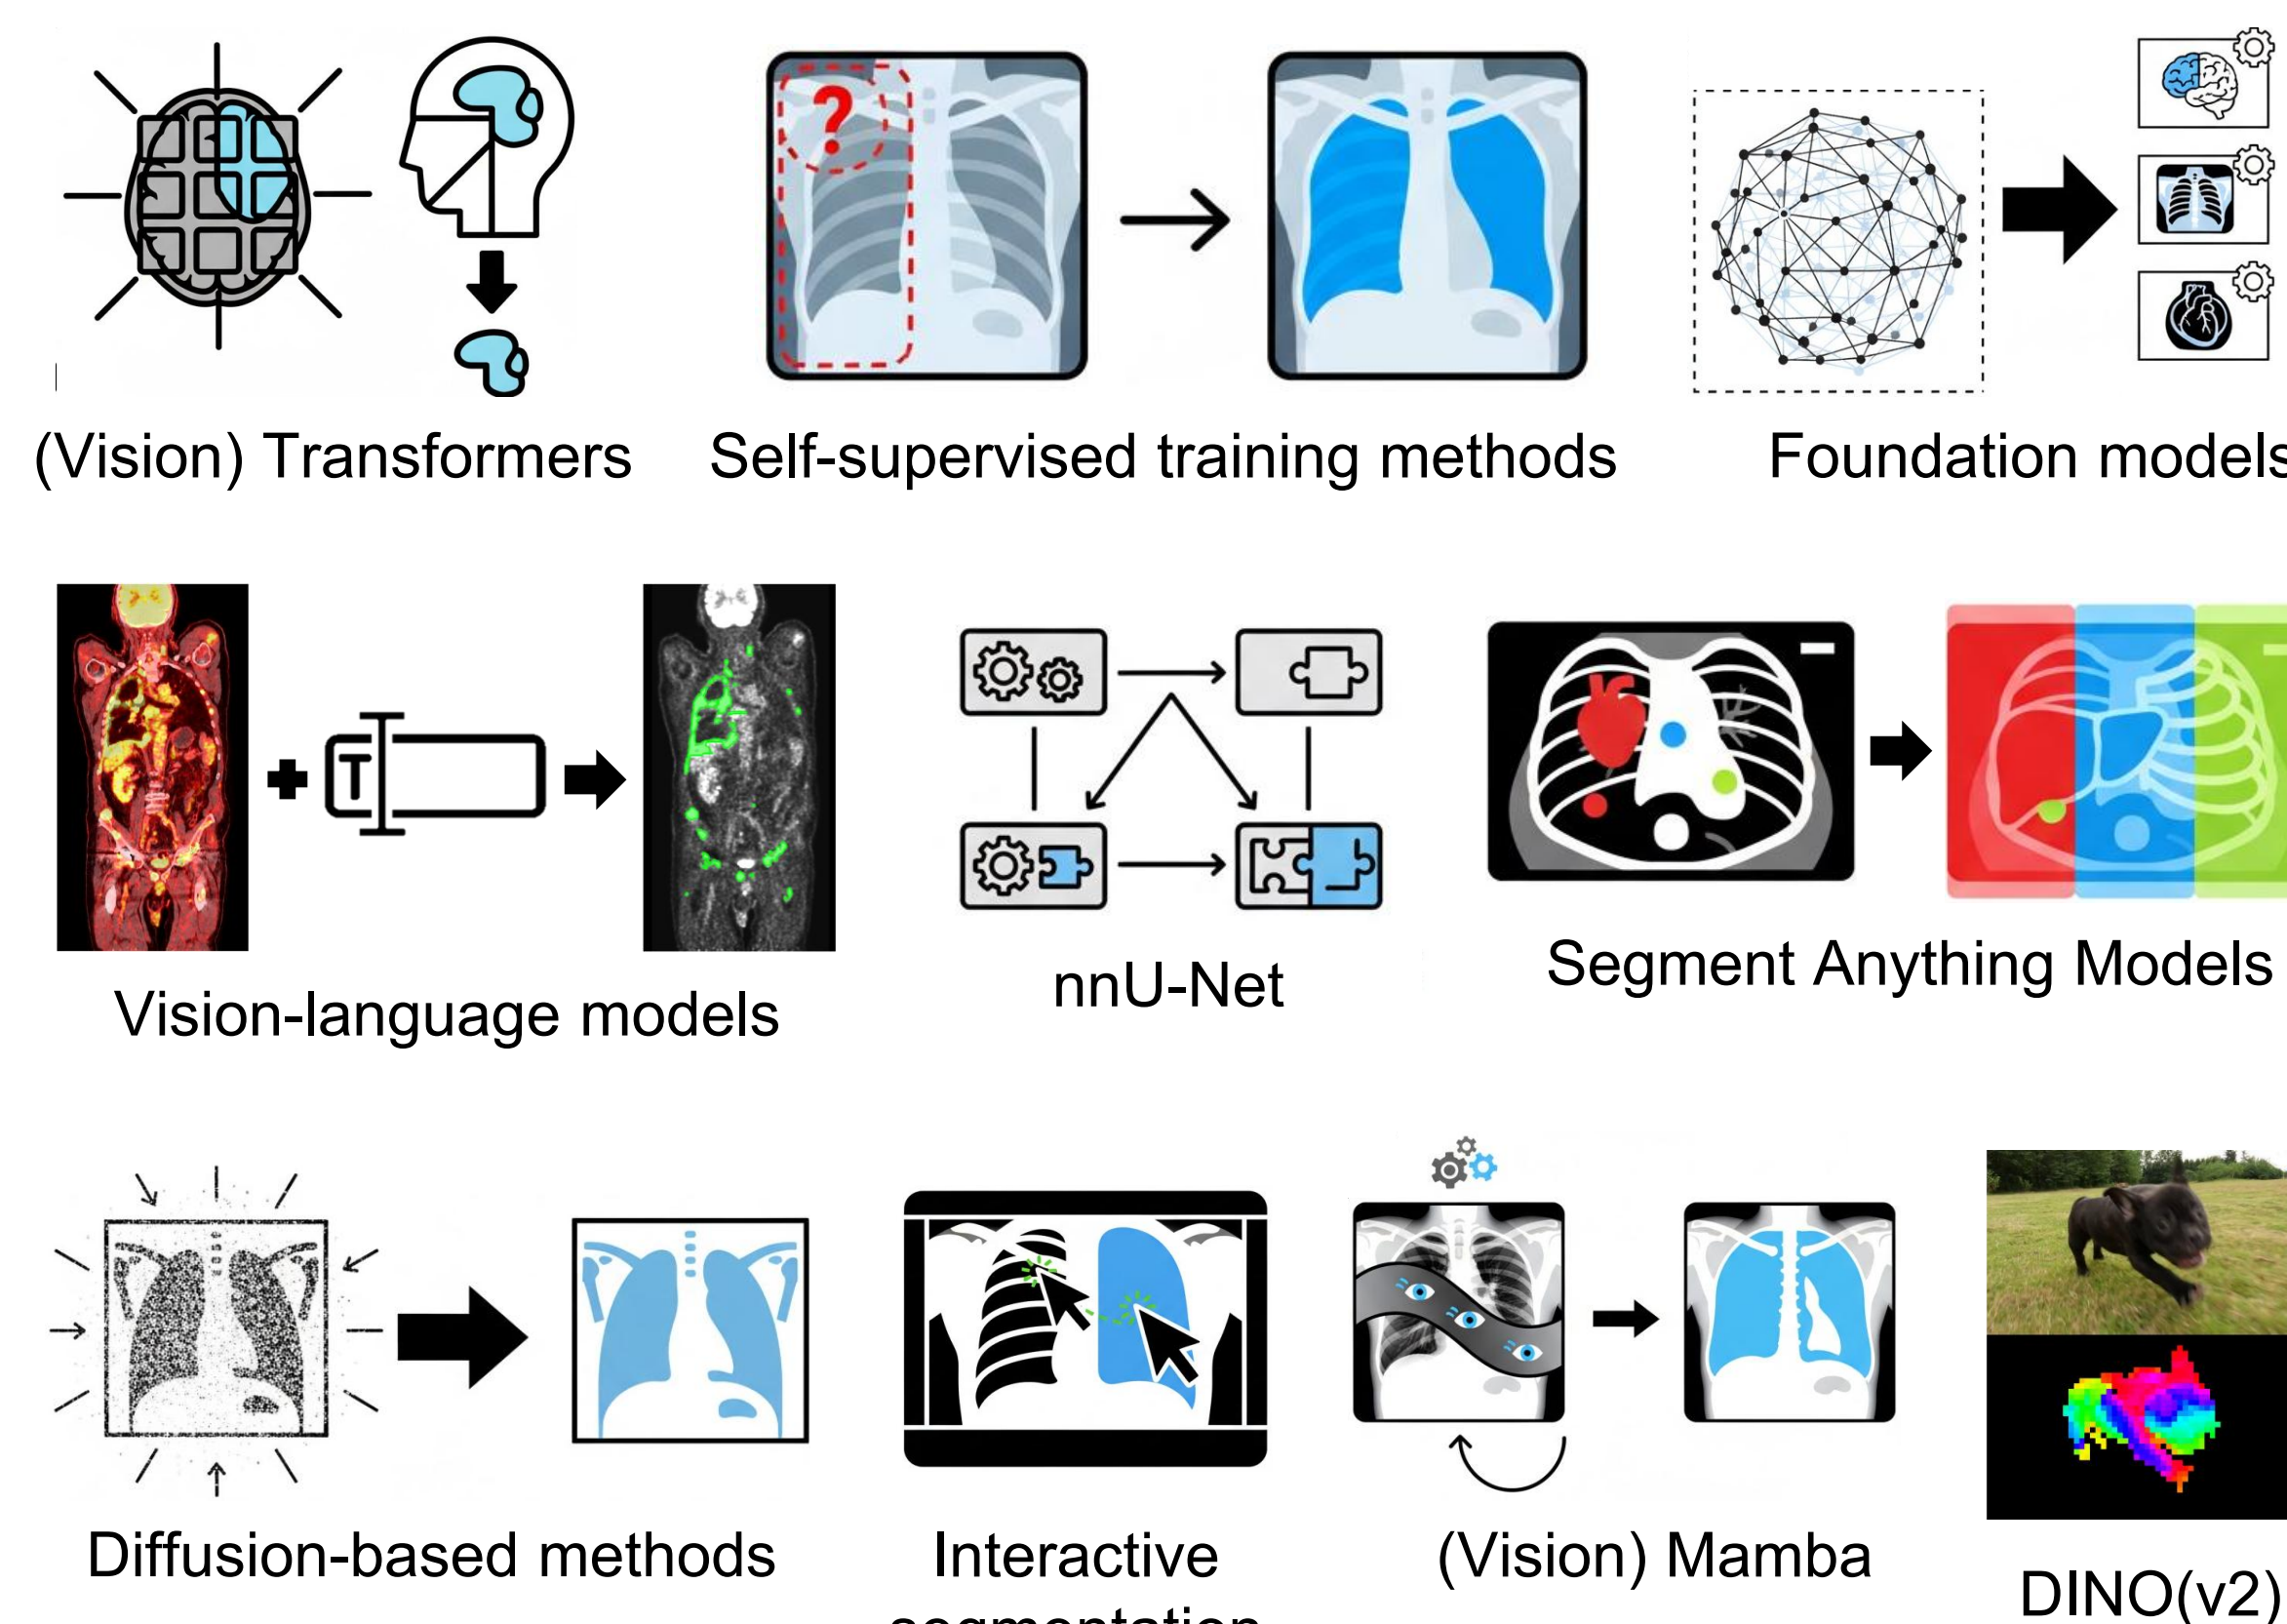 (Vision) Transformers
Self-supervised training methods
Foundation models
T
Vision-language models
nnU-Net
Segment Anything Models
Diffusion-based methods
Interactive
segmentation
(Vision) Mamba
DINO(v2)